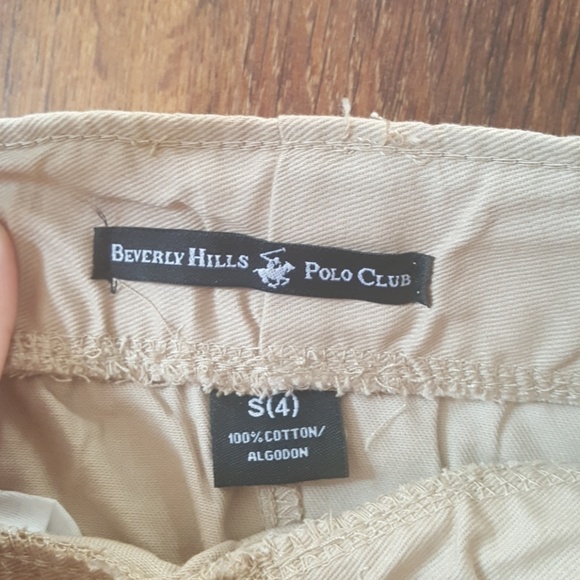 BEVERLY HILLS POLO CLUB
S(4)
100% COTTON/
ALGODON